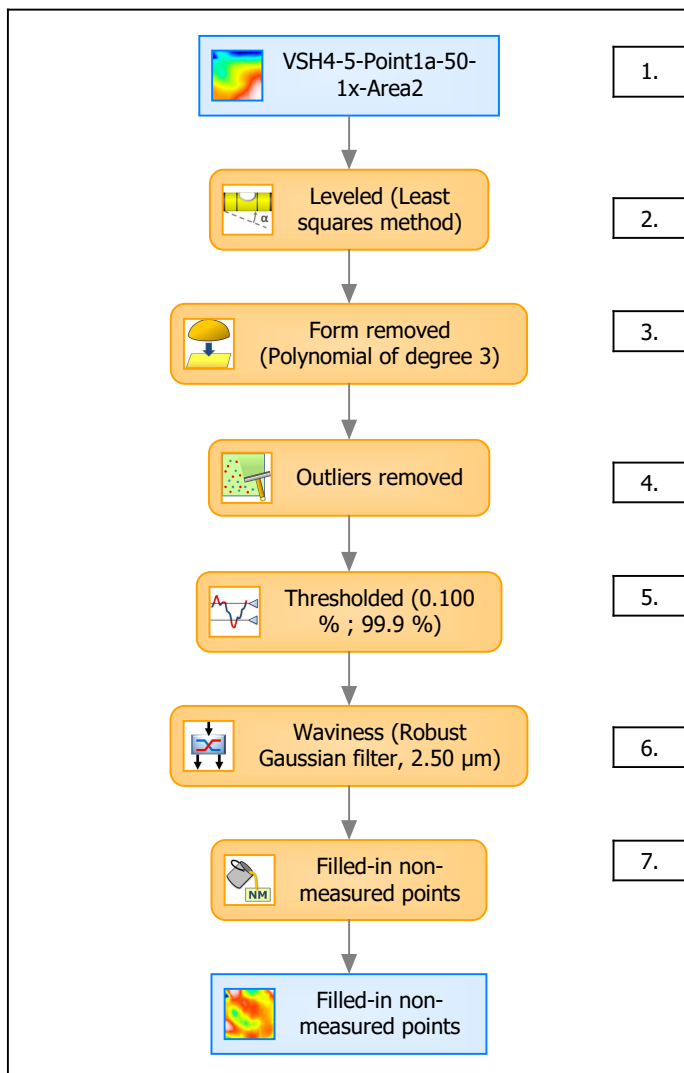 VSH4-5-Point1a-50-
1x-Area2
1.
α
Leveled (Least
squares method)
2.
Form removed
(Polynomial of degree 3)
3.
Outliers removed
4.
Thresholded (0.100
% ; 99.9 %)
5.
Waviness (Robust
Gaussian filter, 2.50 µm)
6.
Filled-in non-
measured points
NM
7.
Filled-in non-
measured points